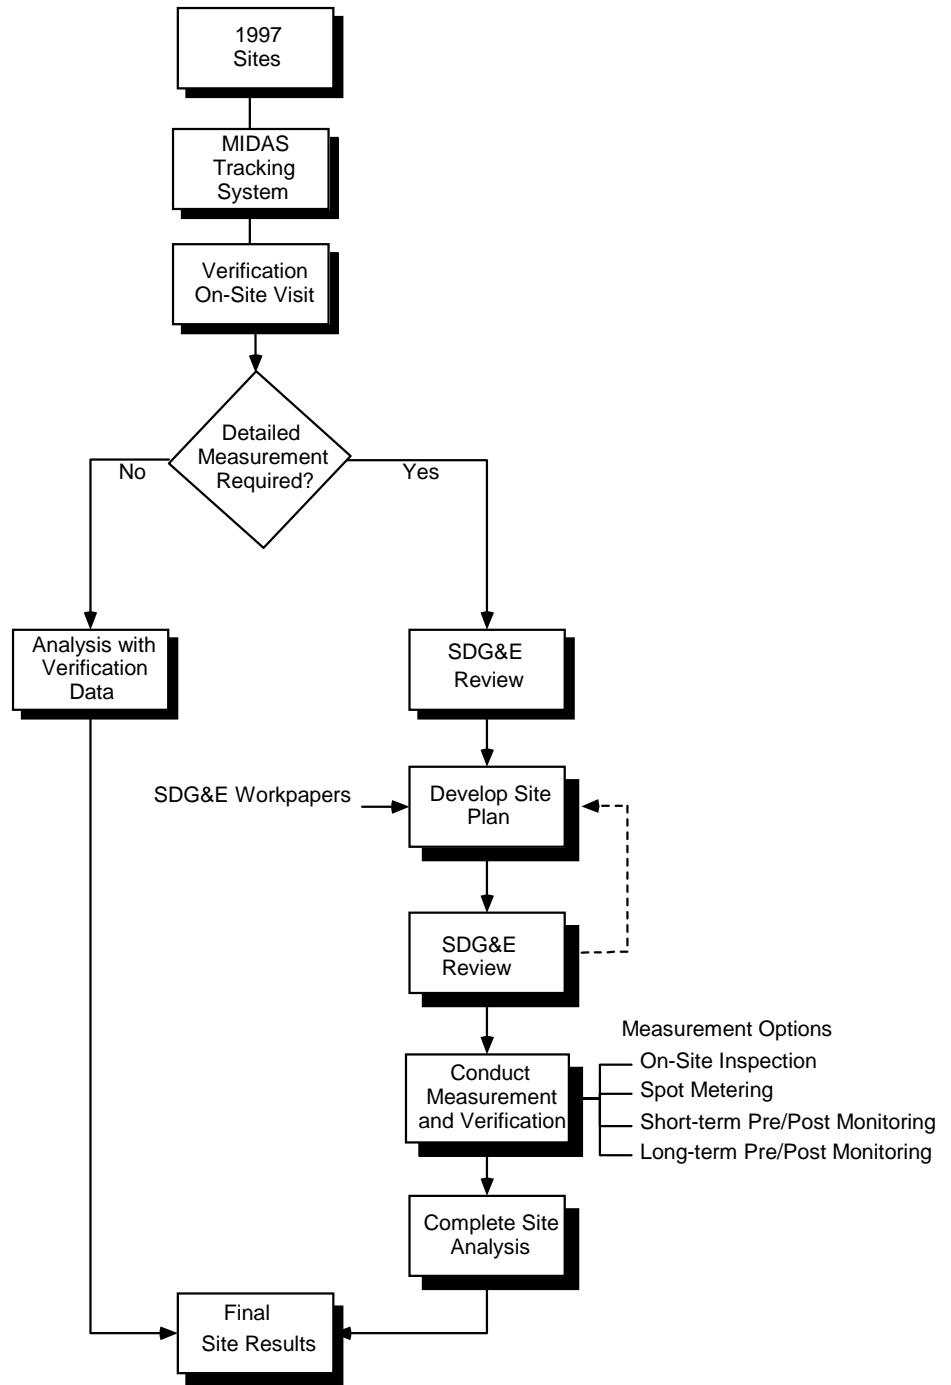 1997
Sites
MIDAS
Tracking
System
Verification
On-Site Visit
Detailed
Measurement
Required?
No
Yes
Analysis with
Verification
Data
SDG&E
Review
SDG&E Workpapers
Develop Site
Plan
SDG&E
Review
Conduct
Measurement
and Verification
Measurement Options
On-Site Inspection
Spot Metering
Short-term Pre/Post Monitoring
Long-term Pre/Post Monitoring
Complete Site
Analysis
Final
Site Results